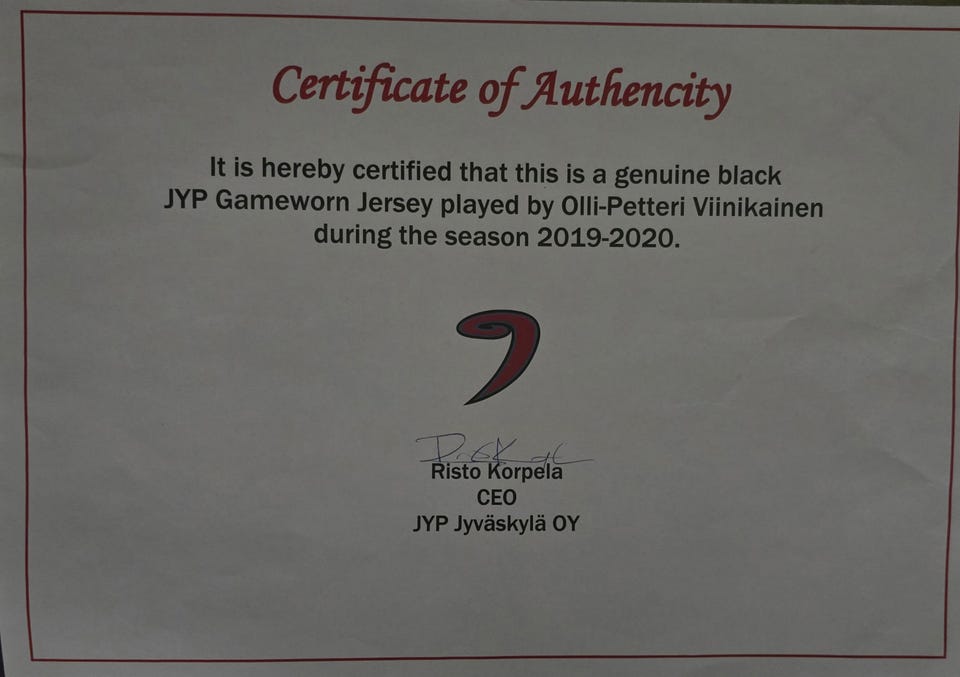 Certificate of Authencity
It is hereby certified that this is a genuine black
JYP Gameworn Jersey played by Olli-Petteri Viinikainen
during the season 2019-2020.
Risto Korpela
CEO
JYP Jyväskylä OY